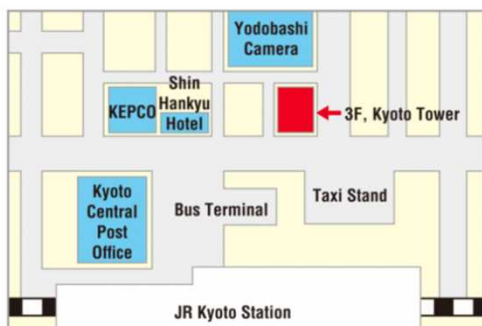 Yodobashi
Camera
Shin
Hankyu
Hotel
KEPCO
3F, Kyoto Tower
Kyoto
Central
Post
Office
Bus Terminal
Taxi Stand
JR Kyoto Station